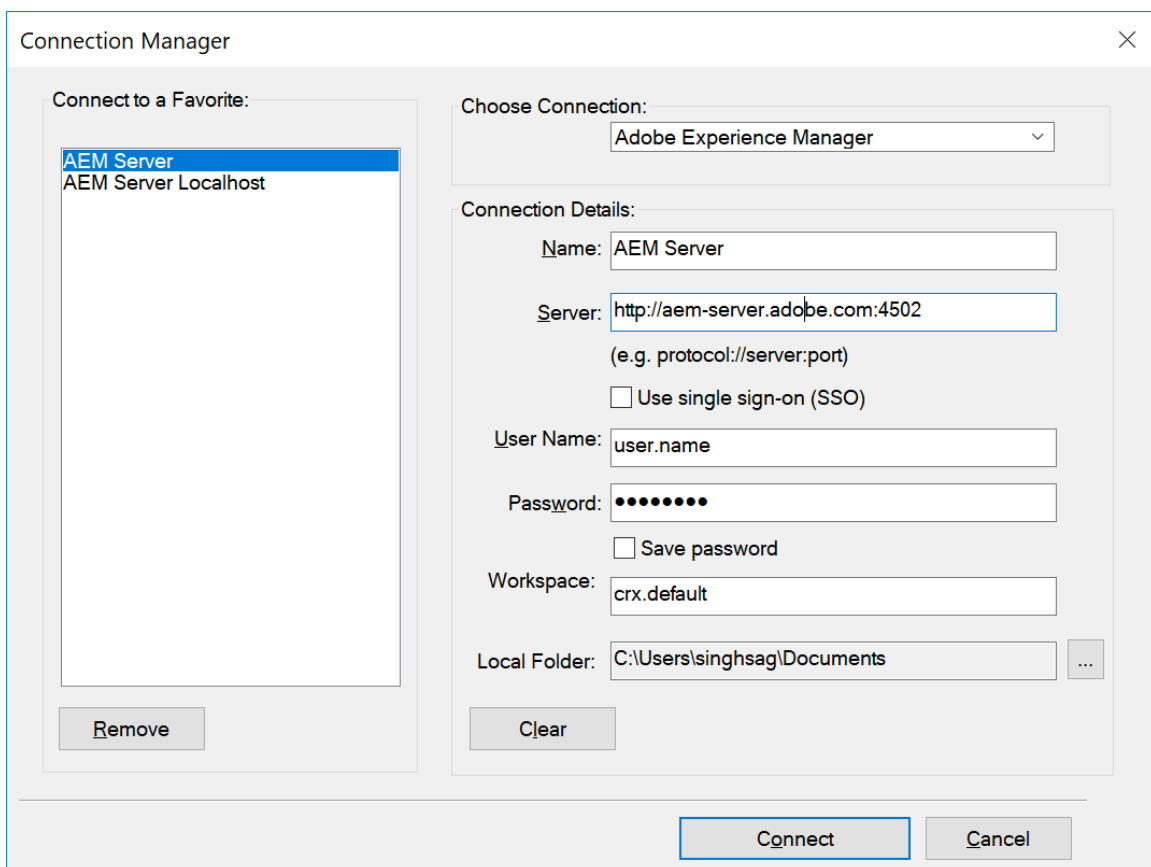 Connection Manager
Connect to a Favorite:
AEM Server
AEM Server Localhost
Remove
Choose Connection:
Adobe Experience Manager
Connection Details:
Name: AEM Server
Server: http://aem-server.adobe.com:4502
(e.g. protocol://server:port)
Use single sign-on (SSO)
User Name: user.name
Password: ●●●●●●●●
Save password
Workspace: crx.default
Local Folder: C:\Users\singhsag\Documents ...
Clear
Connect Cancel